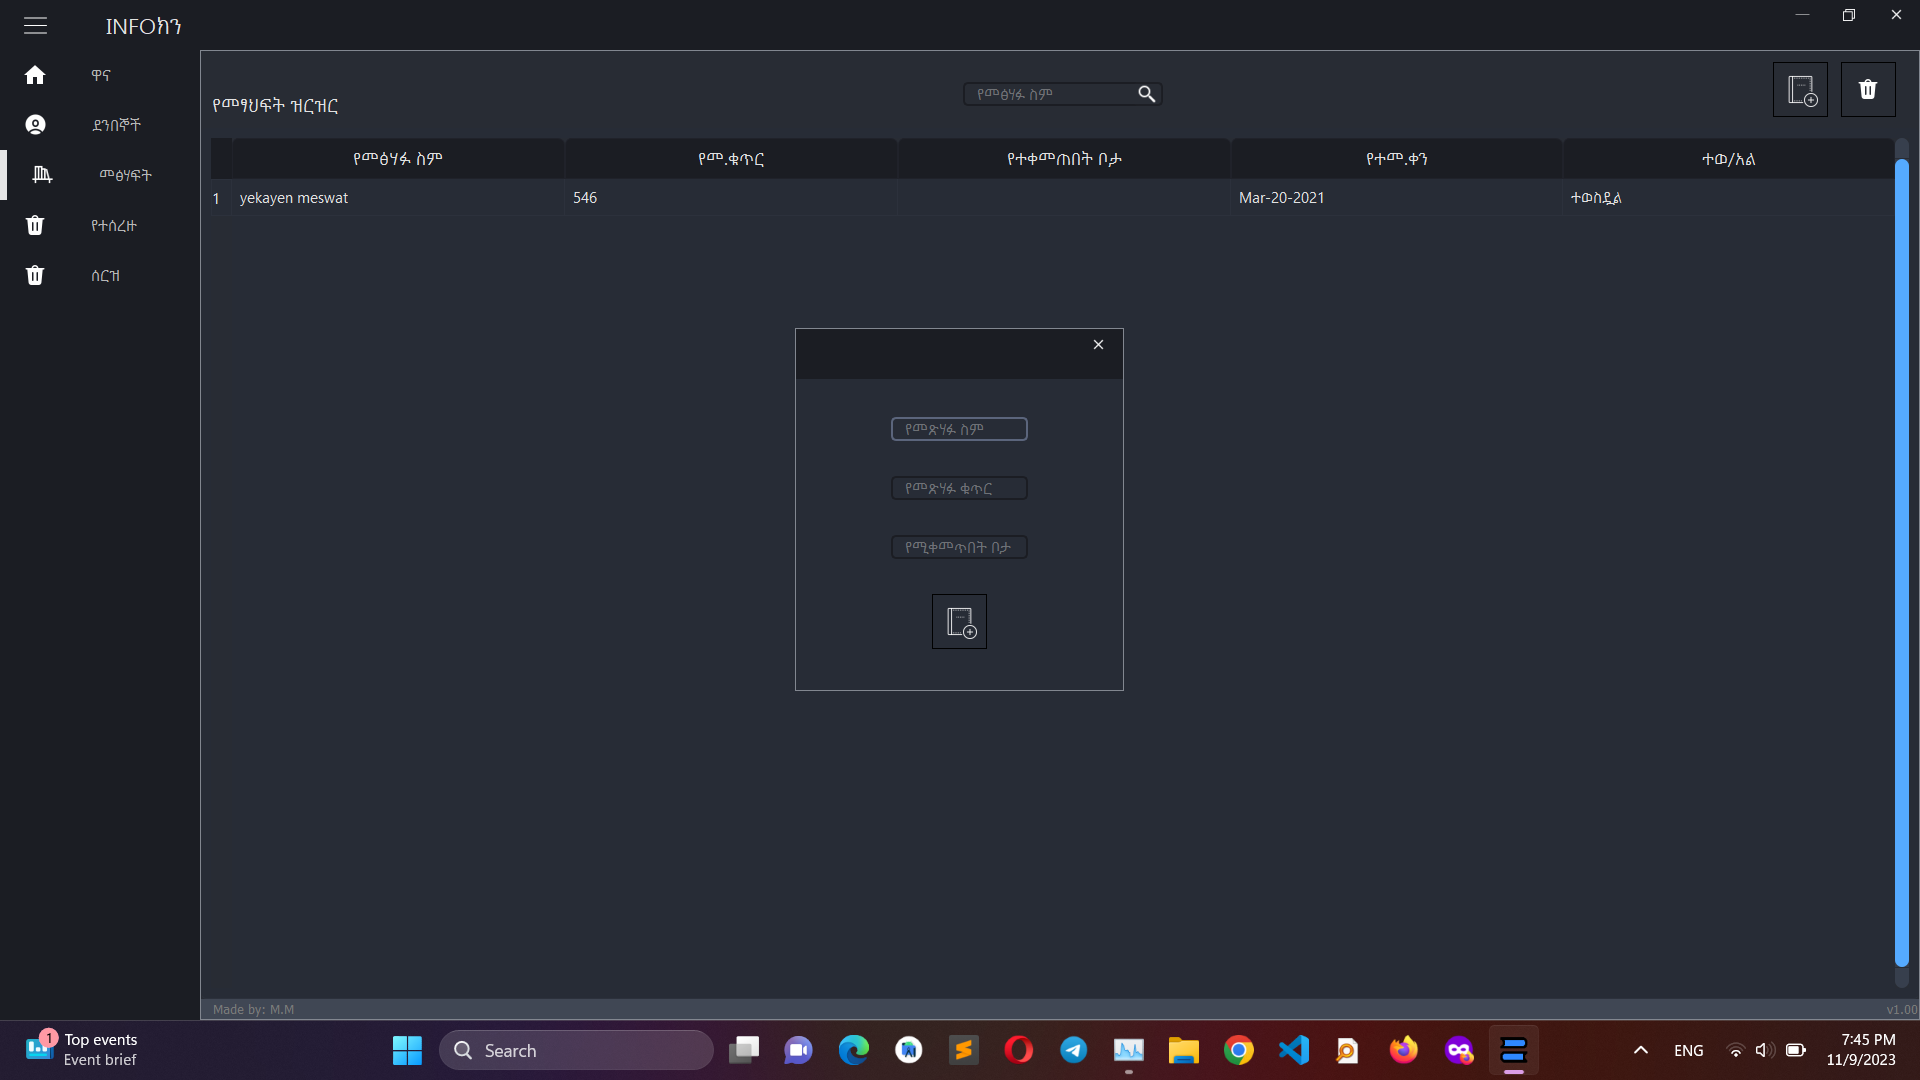 INFOክን
ዋና
ደንበኞች
መፅሃፍት
የተሰረዙ
ሰርዝ
የመፃህፍት ዝርዝር
የመፅሃፉ ስም
የመፅሃፉ ስም የመ.ቁጥር የተቀመጠበት ቦታ የተመ.ቀን ተወ/አል
1 yekayen meswat 546 Mar-20-2021 ተወስዷል
የመጽሃፉ ስም
የመጽሃፉ ቁጥር
የሚቀመጥበት ቦታ
Made by: M.M v1.00
1
Top events
Event brief
Search
ENG
7:45 PM
11/9/2023